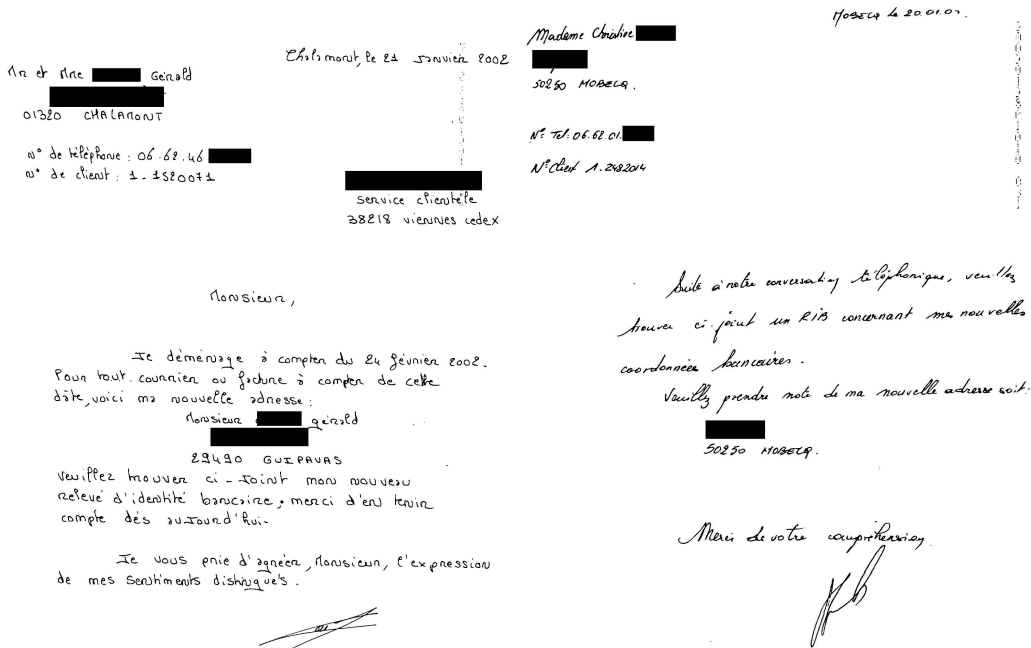 Chalamont, le 21 Janvier 2002
Mr et Mme Gérald
01320 CHALAMONT
n° de téléphone : 06.62.46
n° de client : 1-1520071
Service clientèle
38218 viennes cedex
Monsieur,
Je déménage à compter du 24 février 2002.
Pour tout courrier ou facture à compter de cette
date, voici ma nouvelle adresse :
Monsieur gérald
29490 GUIPAVAS
Veuillez trouver ci-Joint mon nouveau
relevé d'identité bancaire, merci d'en tenir
compte dès auJourd'hui-
Je vous prie d'agréer, Monsieur, l'expression
de mes sentiments distingués.
MOBECQ le 20.01.01.
Madame Christine
50250 MOBECQ.
N° Tel: 06.62.01.
N° Client 1.2482014
Suite à notre conversation téléphonique, veuillez
trouver ci-joint un RIB concernant mes nouvelles
coordonnées bancaires.
Veuillez prendre note de ma nouvelle adresse soit:
50250 MOBECQ.
Merci de votre compréhension.